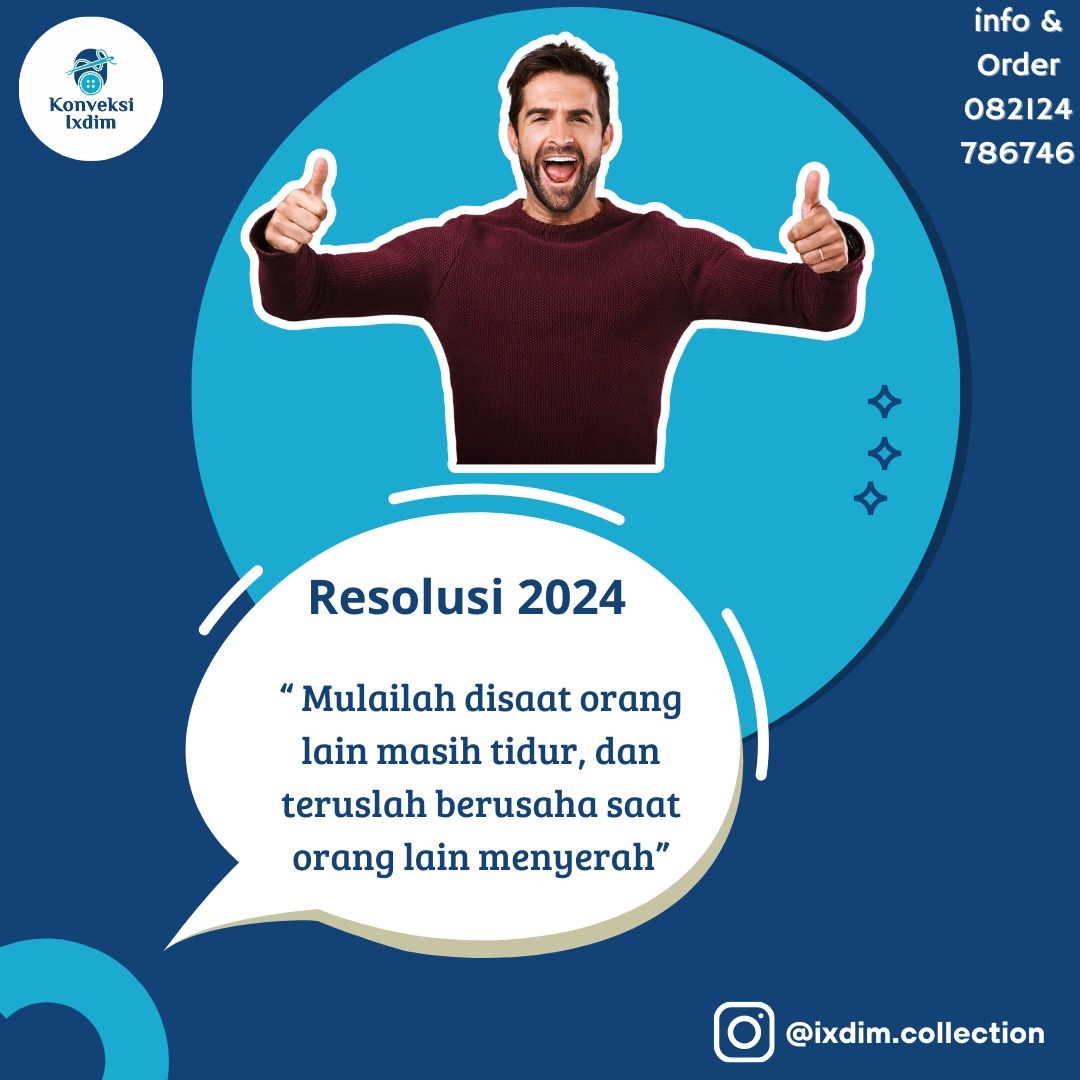 Konveksi
Ixdim
info &
Order
082124
786746
Resolusi 2024
“ Mulailah disaat orang
lain masih tidur, dan
teruslah berusaha saat
orang lain menyerah”
@ixdim.collection